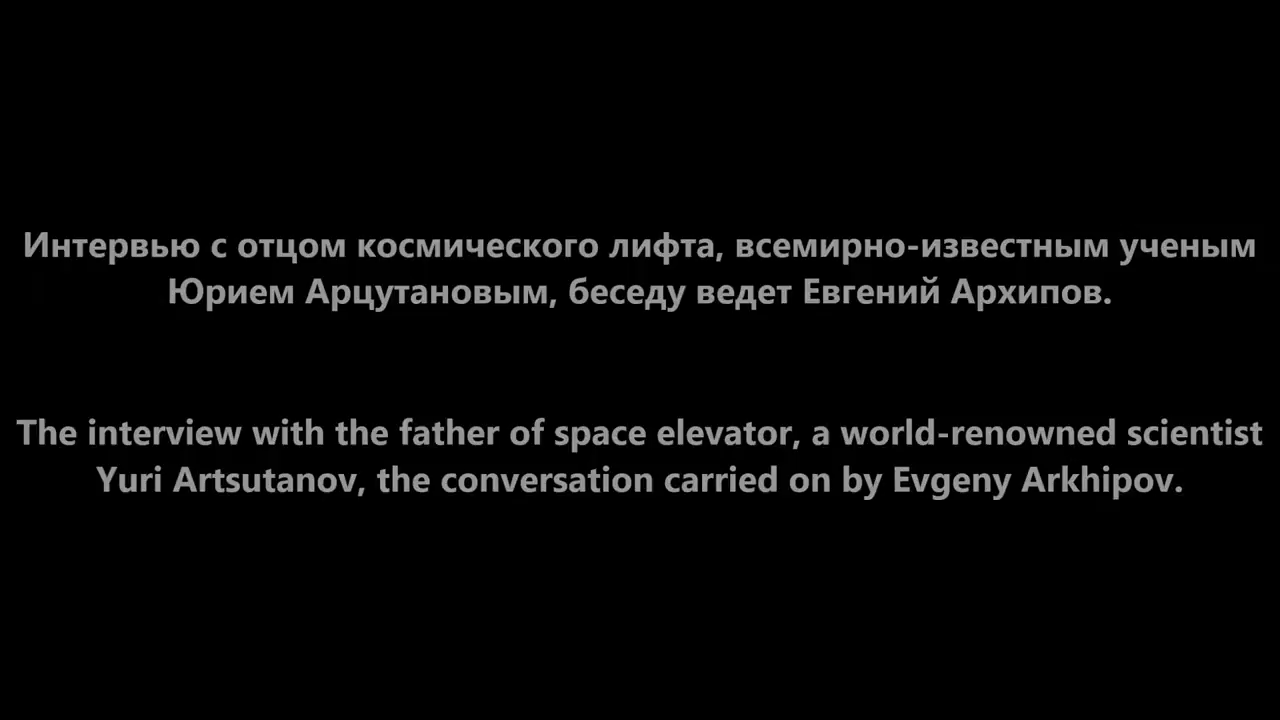 Интервью с отцом космического лифта, всемирно-известным ученым
Юрием Арцутановым, беседу ведет Евгений Архипов.
The interview with the father of space elevator, a world-renowned scientist
Yuri Artsutanov, the conversation carried on by Evgeny Arkhipov.